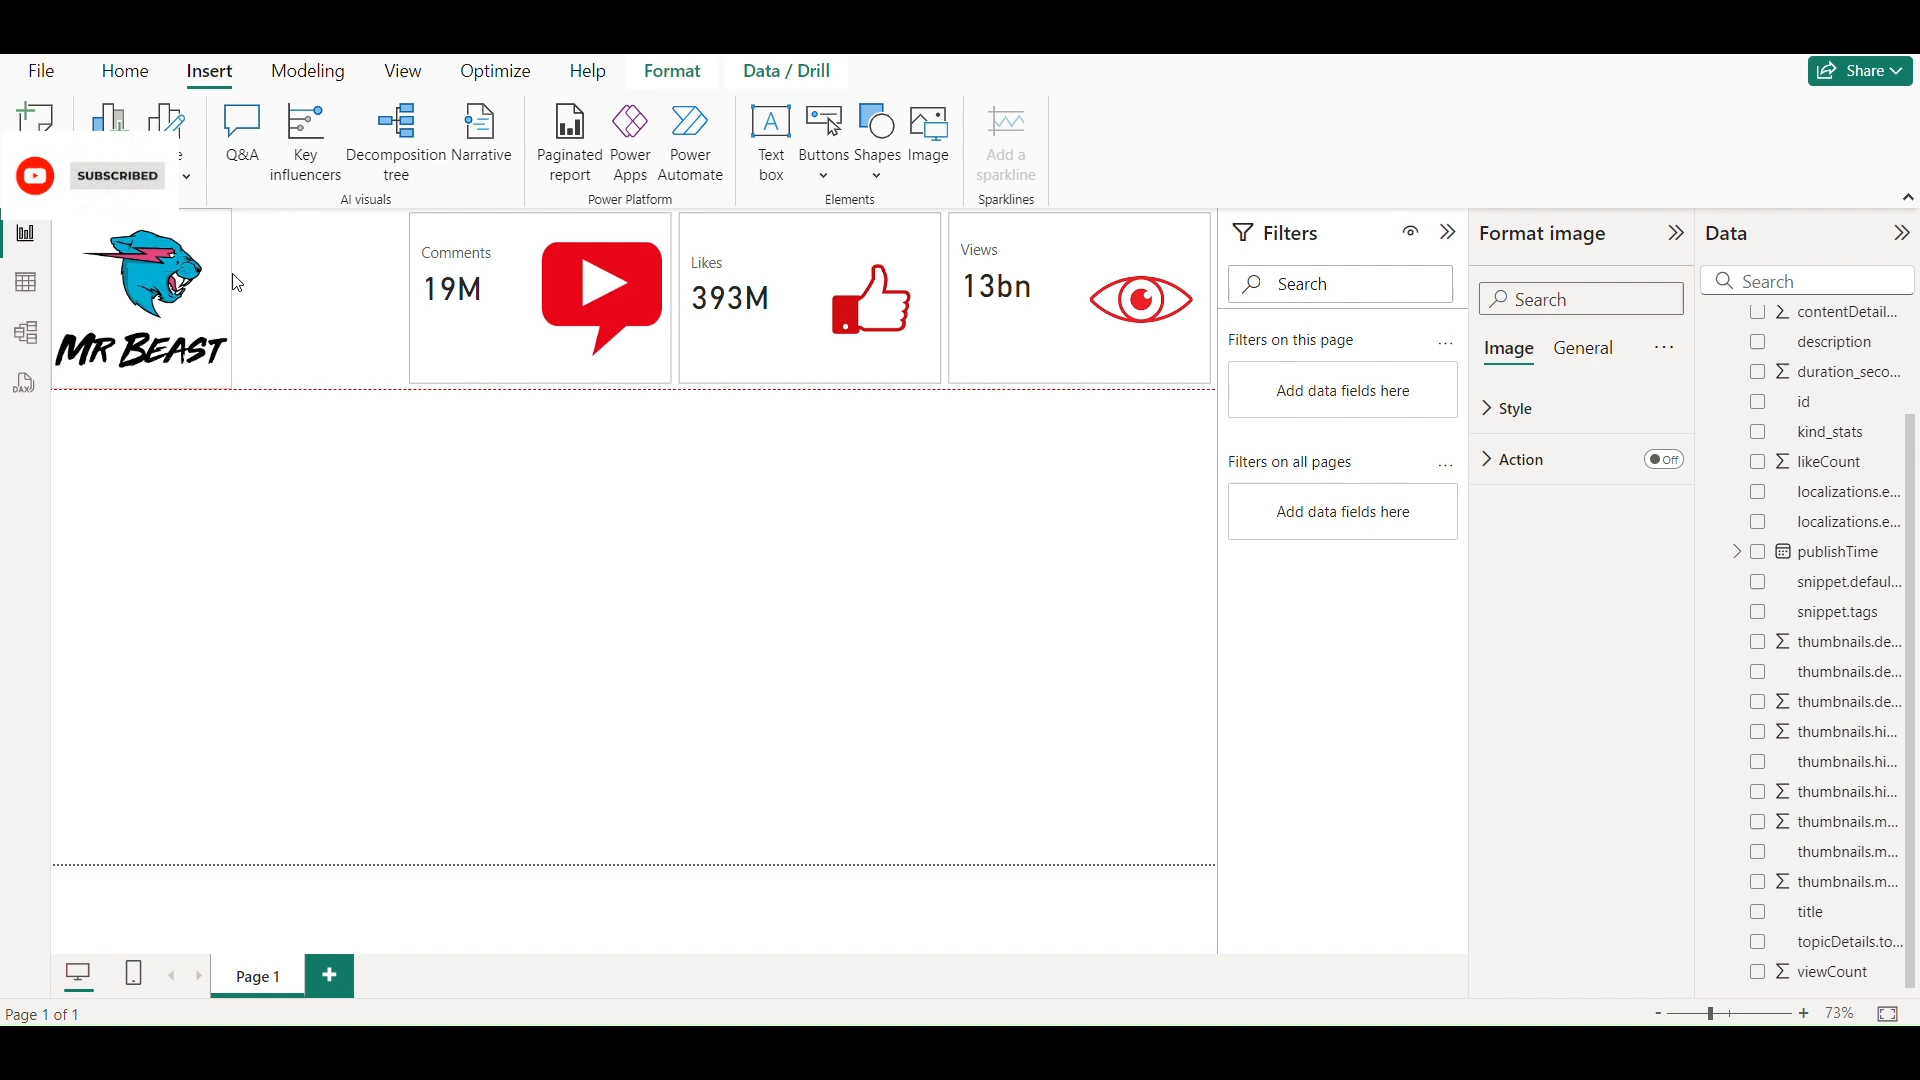 File Home Insert Modeling View Optimize Help Format Data / Drill Share
Q&A Key influencers Decomposition tree Narrative Paginated report Power Apps Power Automate Text box Buttons Shapes Image Add a sparkline
SUBSCRIBED
AI visuals Power Platform Elements Sparklines
MR BEAST
Comments
19M
Likes
393M
Views
13bn
DAX
Filters
Search
Filters on this page ...
Add data fields here
Filters on all pages ...
Add data fields here
Format image
Search
Image General ...
Style
Action Off
Data
Search
contentDetail...
description
duration_seco...
id
kind_stats
likeCount
localizations.e...
localizations.e...
publishTime
snippet.defaul...
snippet.tags
thumbnails.de...
thumbnails.de...
thumbnails.de...
thumbnails.hi...
thumbnails.hi...
thumbnails.hi...
thumbnails.m...
thumbnails.m...
thumbnails.m...
title
topicDetails.to...
viewCount
Page 1
Page 1 of 1
- + 73%